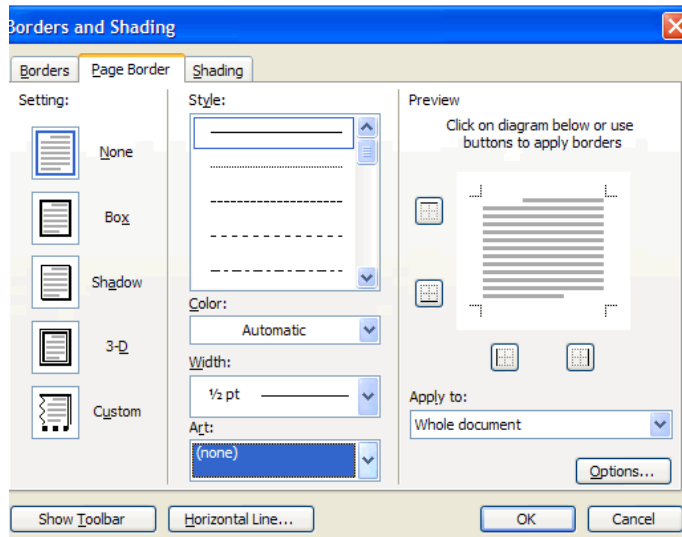 Borders and Shading
Borders
Page Border
Shading
Setting:
None
Box
Shadow
3-D
Custom
Style:
Color:
Automatic
Width:
½ pt
Art:
(none)
Preview
Click on diagram below or use
buttons to apply borders
Apply to:
Whole document
Options...
Show Toolbar
Horizontal Line...
OK
Cancel